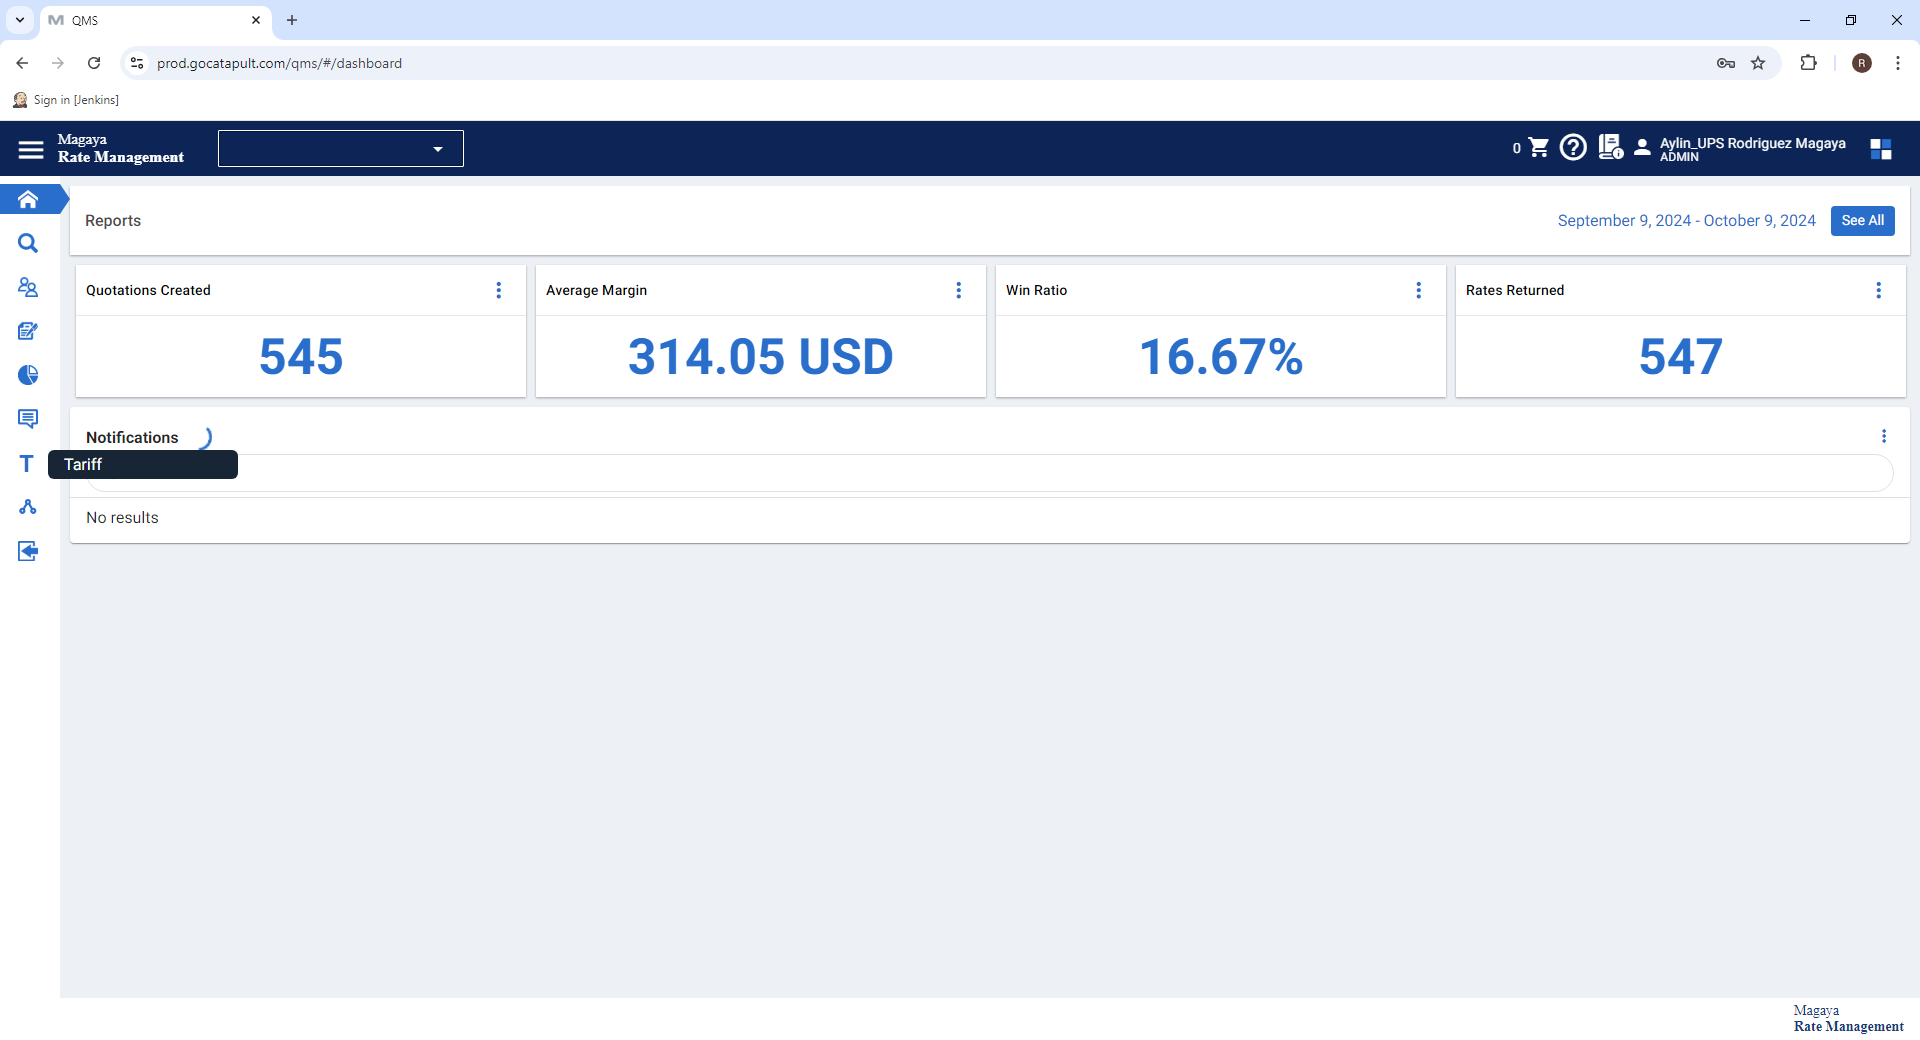 QMS
prod.gocatapult.com/qms/#/dashboard
R
Sign in [Jenkins]
Magaya
Rate Management
0
Aylin_UPS Rodriguez Magaya
ADMIN
Reports
September 9, 2024 - October 9, 2024
See All
Quotations Created
Average Margin
Win Ratio
Rates Returned
545
314.05 USD
16.67%
547
Notifications
T
Tariff
No results
Magaya
Rate Management